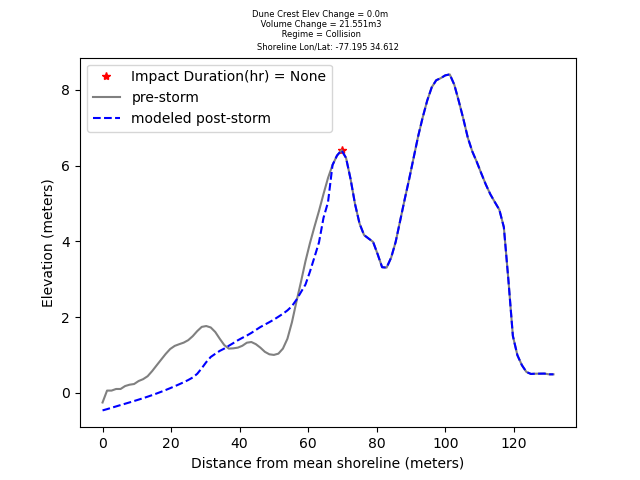 Dune Crest Elev Change = 0.0m
Volume Change = 21.551m3
Regime = Collision
Shoreline Lon/Lat: -77.195 34.612
Impact Duration(hr) = None
pre-storm
modeled post-storm
Elevation (meters)
8
6
4
2
0
0 20 40 60 80 100 120
Distance from mean shoreline (meters)